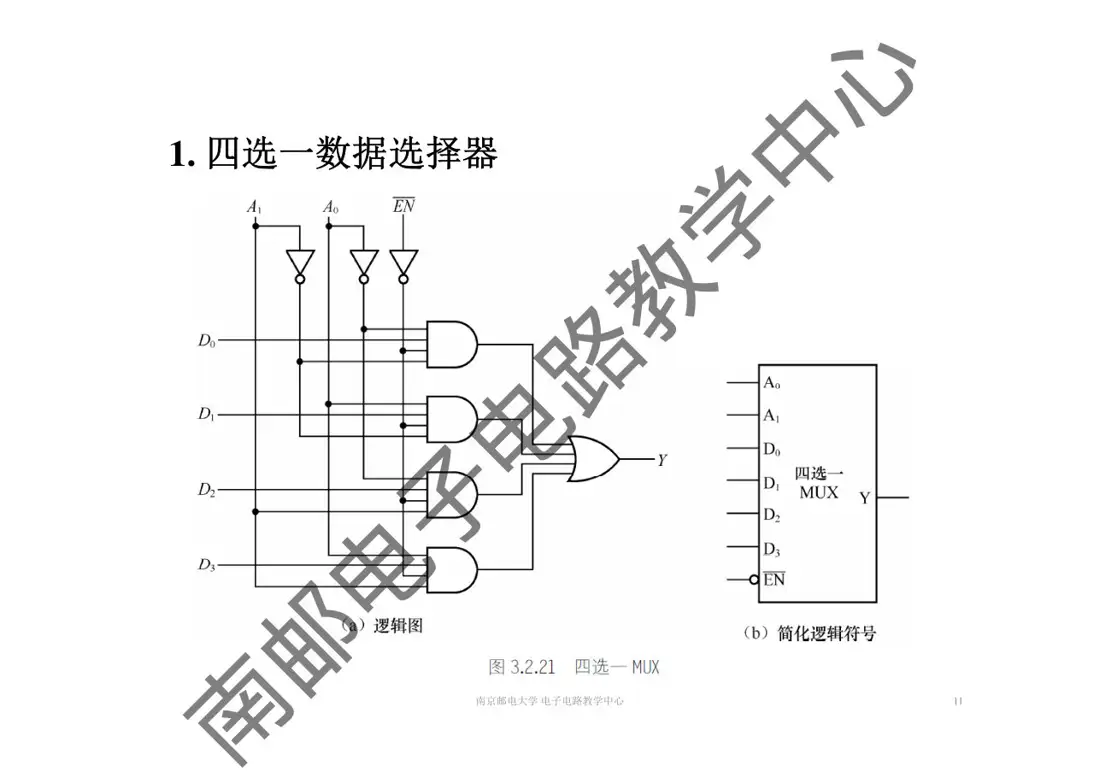 1. 四选一数据选择器
A₁ A₀ E̅N̅
D₀
D₁
D₂
D₃
Y
(a) 逻辑图
A₀
A₁
D₀
D₁
D₂
D₃
E̅N̅
四选一
MUX
Y
(b) 简化逻辑符号
图 3.2.21 四选一 MUX
南京邮电大学 电子电路教学中心
11
南邮电子电路教学中心